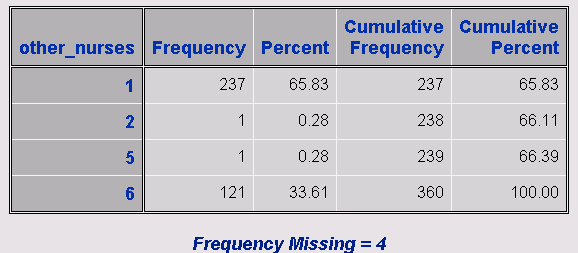 Cumulative Cumulative
other_nurses Frequency Percent Frequency Percent
1 237 65.83 237 65.83
2 1 0.28 238 66.11
5 1 0.28 239 66.39
6 121 33.61 360 100.00
Frequency Missing = 4